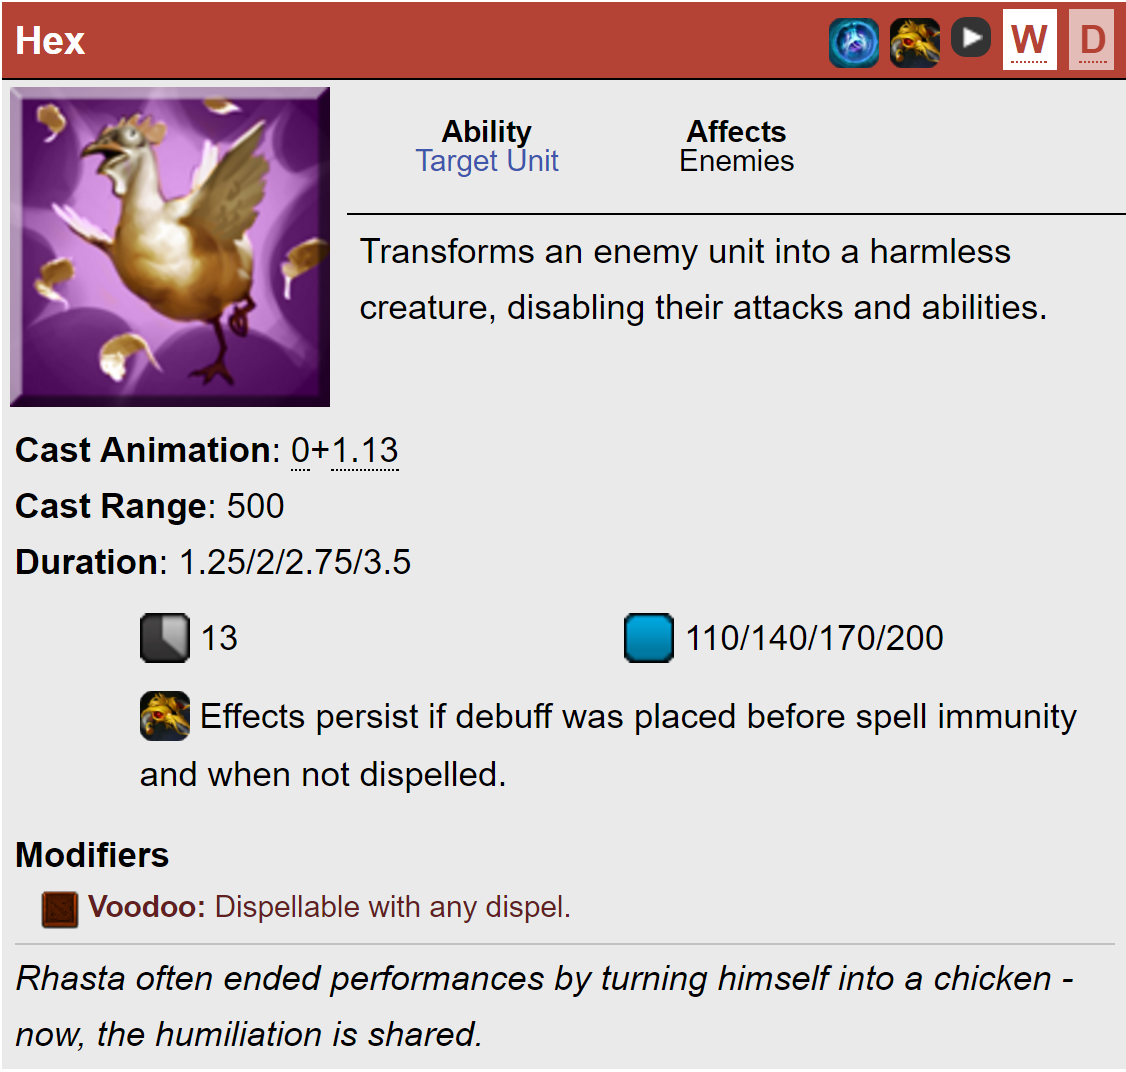 Hex
W D
Ability
Target Unit
Affects
Enemies
Transforms an enemy unit into a harmless
creature, disabling their attacks and abilities.
Cast Animation: 0+1.13
Cast Range: 500
Duration: 1.25/2/2.75/3.5
13
110/140/170/200
Effects persist if debuff was placed before spell immunity
and when not dispelled.
Modifiers
Voodoo: Dispellable with any dispel.
Rhasta often ended performances by turning himself into a chicken -
now, the humiliation is shared.